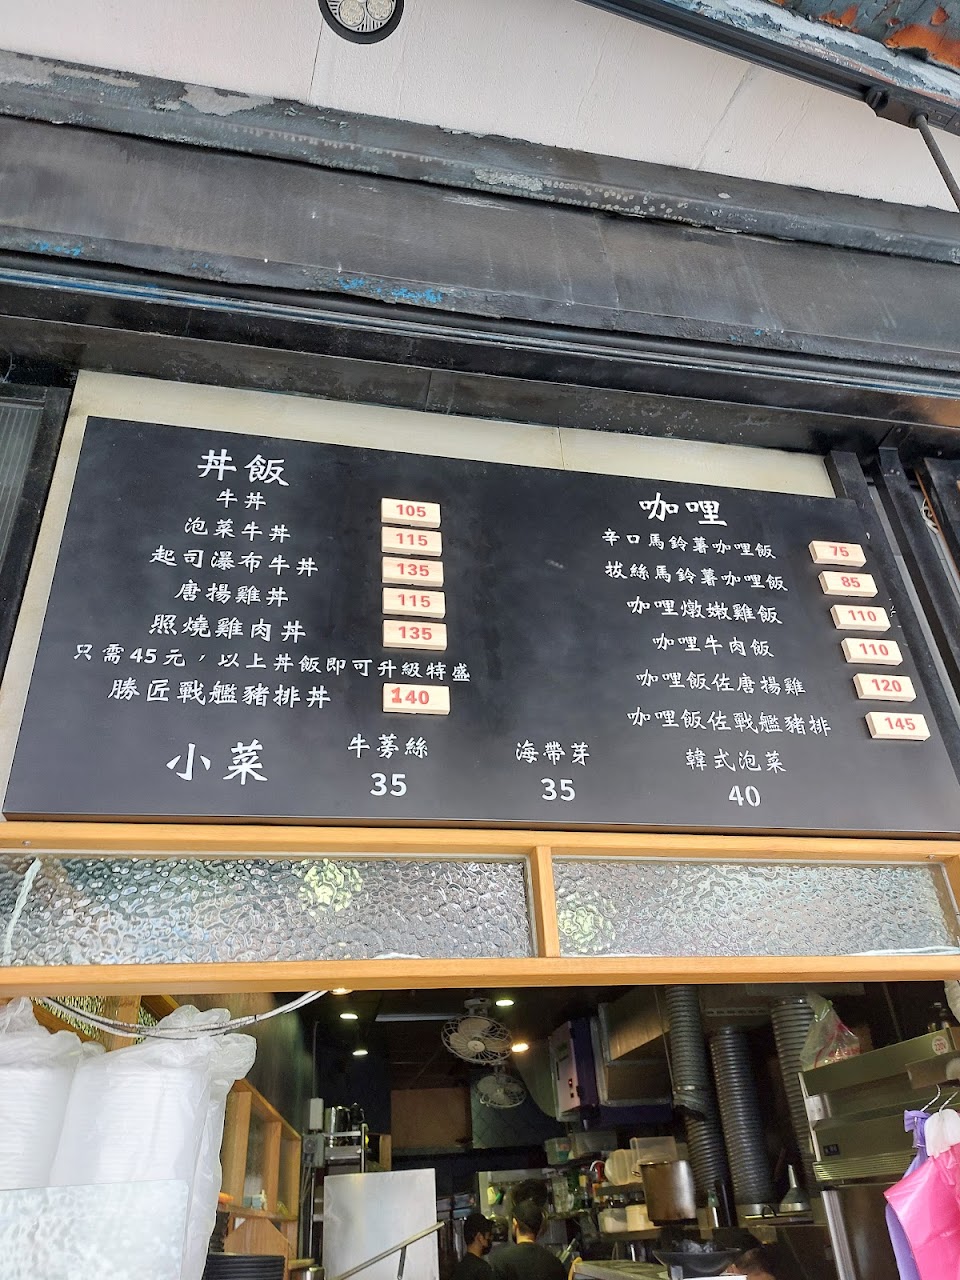 丼飯
牛丼 105
泡菜牛丼 115
起司瀑布牛丼 135
唐揚雞丼 115
照燒雞肉丼 135
只需45元，以上丼飯即可升級特盛
勝匠戰艦豬排丼 140
咖哩
辛口馬鈴薯咖哩飯 75
拔絲馬鈴薯咖哩飯 85
咖哩燉嫩雞飯 110
咖哩牛肉飯 110
咖哩飯佐唐揚雞 120
咖哩飯佐戰艦豬排 145
小菜
牛蒡絲 35
海帶芽 35
韓式泡菜 40